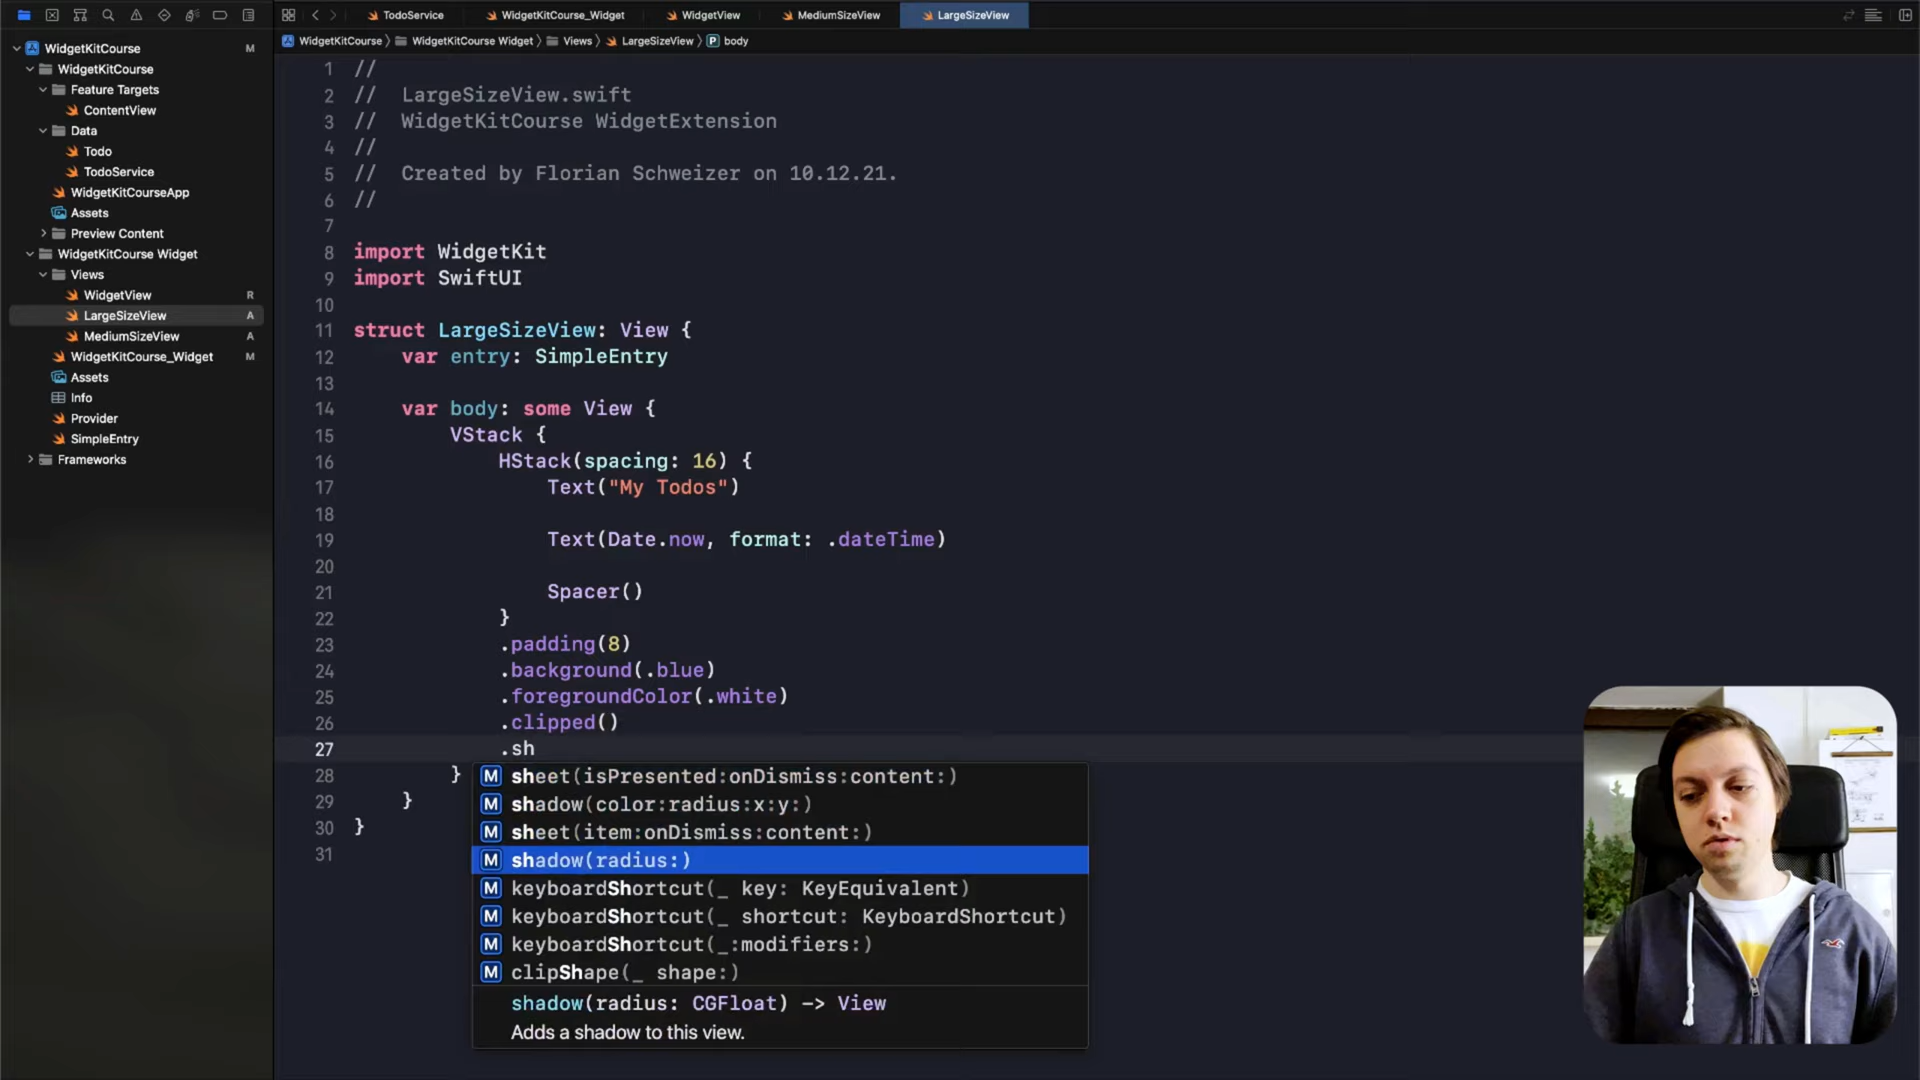 TodoService
WidgetKitCourse_Widget
WidgetView
MediumSizeView
LargeSizeView
WidgetKitCourse
WidgetKitCourse Widget
Views
LargeSizeView
P body
WidgetKitCourse M
WidgetKitCourse
Feature Targets
ContentView
Data
Todo
TodoService
WidgetKitCourseApp
Assets
Preview Content
WidgetKitCourse Widget
Views
WidgetView R
LargeSizeView A
MediumSizeView A
WidgetKitCourse_Widget M
Assets
Info
Provider
SimpleEntry
Frameworks
1 //
2 // LargeSizeView.swift
3 // WidgetKitCourse WidgetExtension
4 //
5 // Created by Florian Schweizer on 10.12.21.
6 //
7
8 import WidgetKit
9 import SwiftUI
10
11 struct LargeSizeView: View {
12 var entry: SimpleEntry
13
14 var body: some View {
15 VStack {
16 HStack(spacing: 16) {
17 Text("My Todos")
18
19 Text(Date.now, format: .dateTime)
20
21 Spacer()
22 }
23 .padding(8)
24 .background(.blue)
25 .foregroundColor(.white)
26 .clipped()
27 .sh
28 }
29 }
30 }
31
M sheet(isPresented:onDismiss:content:)
M shadow(color:radius:x:y:)
M sheet(item:onDismiss:content:)
M shadow(radius:)
M keyboardShortcut(_ key: KeyEquivalent)
M keyboardShortcut(_ shortcut: KeyboardShortcut)
M keyboardShortcut(_:modifiers:)
M clipShape(_ shape:)
shadow(radius: CGFloat) -> View
Adds a shadow to this view.